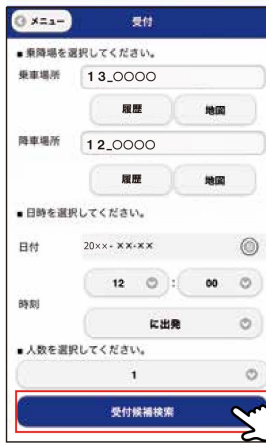 メニュー 受付
■ 乗降場を選択してください。
乗車場所 13_○○○○
履歴 地図
降車場所 12_○○○○
履歴 地図
■ 日時を選択してください。
日付 20××-××-××
12 : 00
時刻
に出発
■ 人数を選択してください。
1
受付候補検索